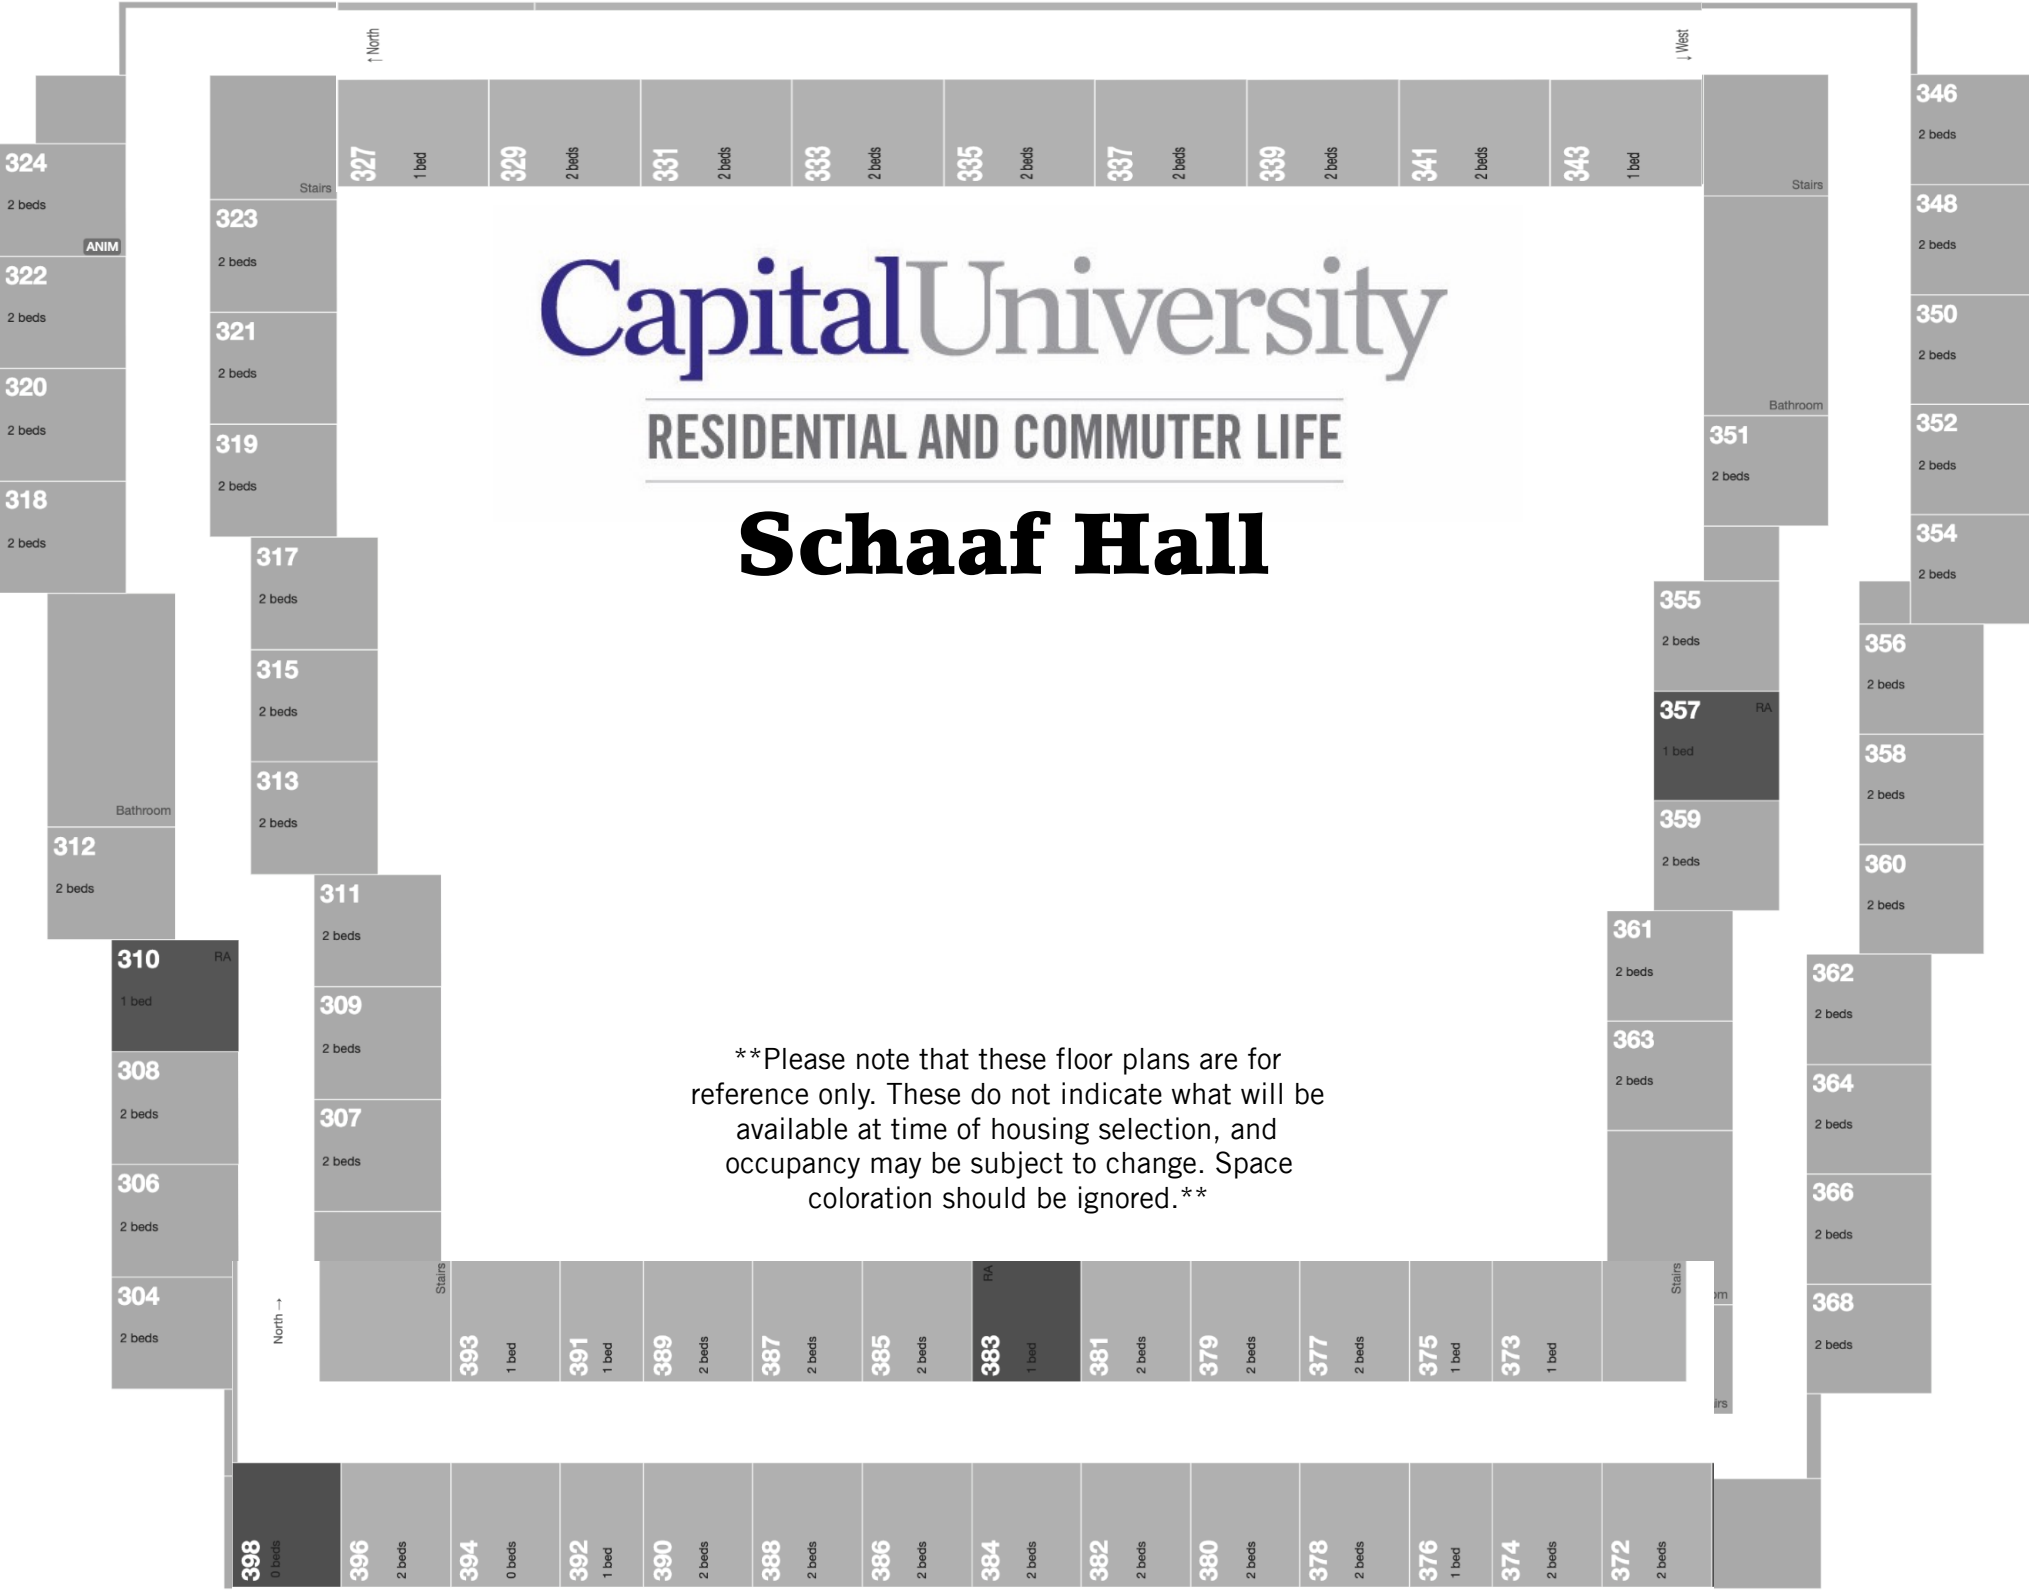 ↑ North
↓ West
327 1 bed
329 2 beds
331 2 beds
333 2 beds
335 2 beds
337 2 beds
339 2 beds
341 2 beds
343 1 bed
324
2 beds
ANIM
322
2 beds
320
2 beds
318
2 beds
Bathroom
312
2 beds
310 RA
1 bed
308
2 beds
306
2 beds
304
2 beds
Stairs
323
2 beds
321
2 beds
319
2 beds
317
2 beds
315
2 beds
313
2 beds
311
2 beds
309
2 beds
307
2 beds
Capital University
RESIDENTIAL AND COMMUTER LIFE
Schaaf Hall
**Please note that these floor plans are for
reference only. These do not indicate what will be
available at time of housing selection, and
occupancy may be subject to change. Space
coloration should be ignored.**
Stairs
Bathroom
351
2 beds
355
2 beds
357 RA
1 bed
359
2 beds
361
2 beds
363
2 beds
om
irs
346
2 beds
348
2 beds
350
2 beds
352
2 beds
354
2 beds
356
2 beds
358
2 beds
360
2 beds
362
2 beds
364
2 beds
366
2 beds
368
2 beds
North →
Stairs
393 1 bed
391 1 bed
389 2 beds
387 2 beds
385 2 beds
RA
383 1 bed
381 2 beds
379 2 beds
377 2 beds
375 1 bed
373 1 bed
Stairs
398 0 beds
396 2 beds
394 0 beds
392 1 bed
390 2 beds
388 2 beds
386 2 beds
384 2 beds
382 2 beds
380 2 beds
378 2 beds
376 1 bed
374 2 beds
372 2 beds